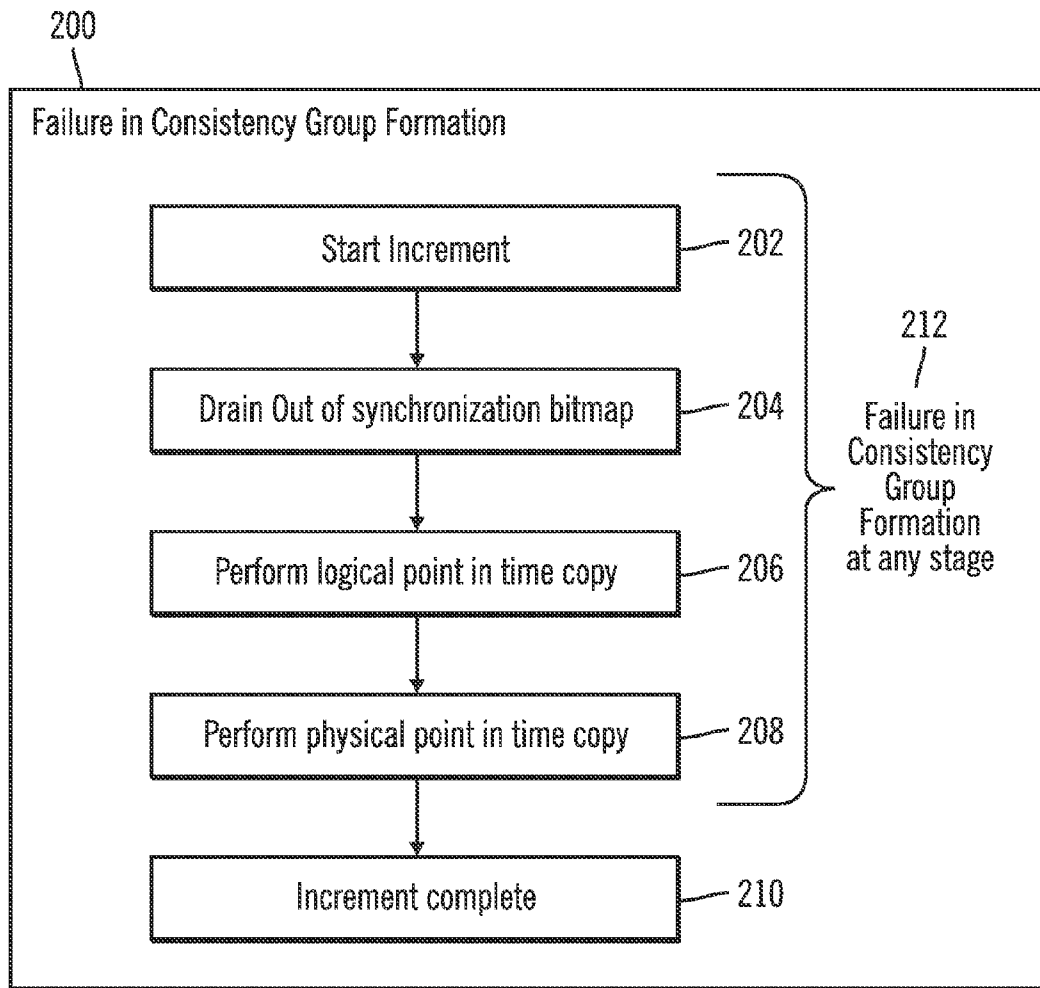 200
Failure in Consistency Group Formation
Start Increment
202
Drain Out of synchronization bitmap
204
Perform logical point in time copy
206
Perform physical point in time copy
208
Increment complete
210
212
Failure in
Consistency
Group
Formation
at any stage